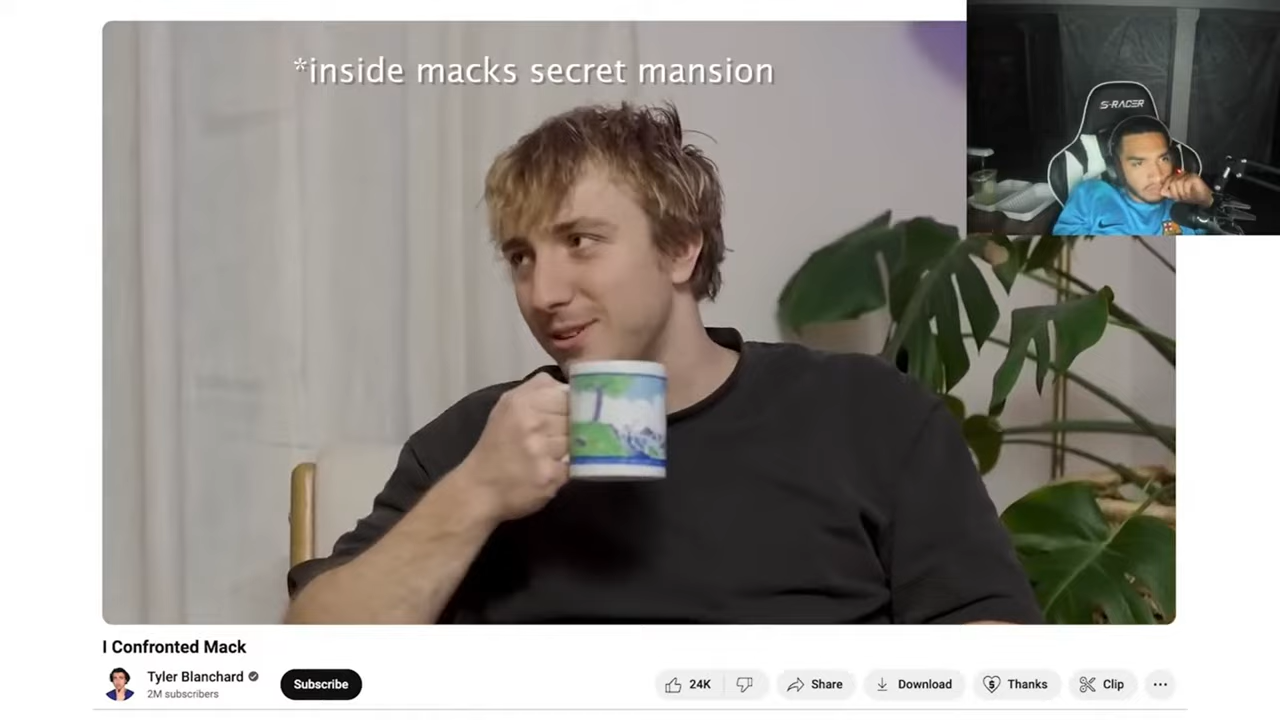 *inside macks secret mansion
S-RACER
I Confronted Mack
Tyler Blanchard
2M subscribers
Subscribe
24K
Share
Download
Thanks
Clip